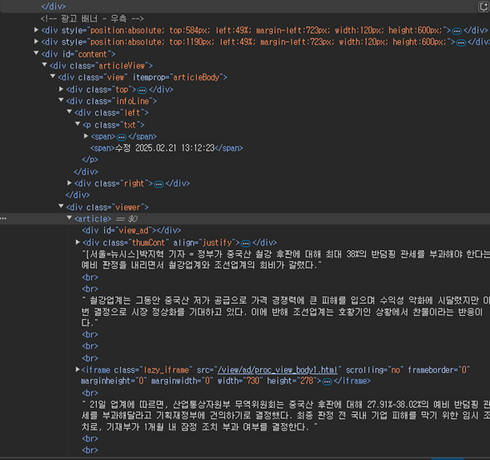 </div>
<!-- 광고 배너 - 우측 -->
▶<div style="position:absolute; top:584px; left:49%; margin-left:723px; width:120px; height:600px;">…</div>
▶<div style="position:absolute; top:1190px; left:49%; margin-left:723px; width:120px; height:600px;">…</div>
▼<div id="content">
▼<div class="articleView">
▼<div class="view" itemprop="articleBody">
▶<div class="top">…</div>
▼<div class="infoLine">
▼<div class="left">
▼<p class="txt">
▶<span>…</span>
<span>수정 2025.02.21 13:12:23</span>
</p>
</div>
▶<div class="right">…</div>
</div>
▼<div class="viewer">
… ▼<article> == $0
<div id="view_ad"></div>
▶<div class="thumCont" align="justify">…</div>
"[서울=뉴시스]박지혁 기자 = 정부가 중국산 철강 후판에 대해 최대 38%의 반덤핑 관세를 부과해야 한다는
예비 판정을 내리면서 철강업계와 조선업계의 희비가 갈렸다."
<br>
<br>
" 철강업계는 그동안 중국산 저가 공급으로 가격 경쟁력에 큰 피해를 입으며 수익성 악화에 시달렸지만 이
번 결정으로 시장 정상화를 기대하고 있다. 이에 반해 조선업계는 호황기인 상황에서 찬물이라는 반응이
다."
<br>
<br>
<br>
▶<iframe class="lazy_iframe" src="/view/ad/proc_view_body1.html" scrolling="no" frameborder="0"
marginheight="0" marginwidth="0" width="730" height="278">…</iframe>
<br>
" 21일 업계에 따르면, 산업통상자원부 무역위원회는 중국산 후판에 대해 27.91%-38.02%의 예비 반덤핑 관
세를 부과해달라고 기획재정부에 건의하기로 결정했다. 최종 판정 전 국내 기업 피해를 막기 위한 임시 조
치로, 기재부가 1개월 내 잠정 조치 부과 여부를 결정한다. "
<br>
<br>